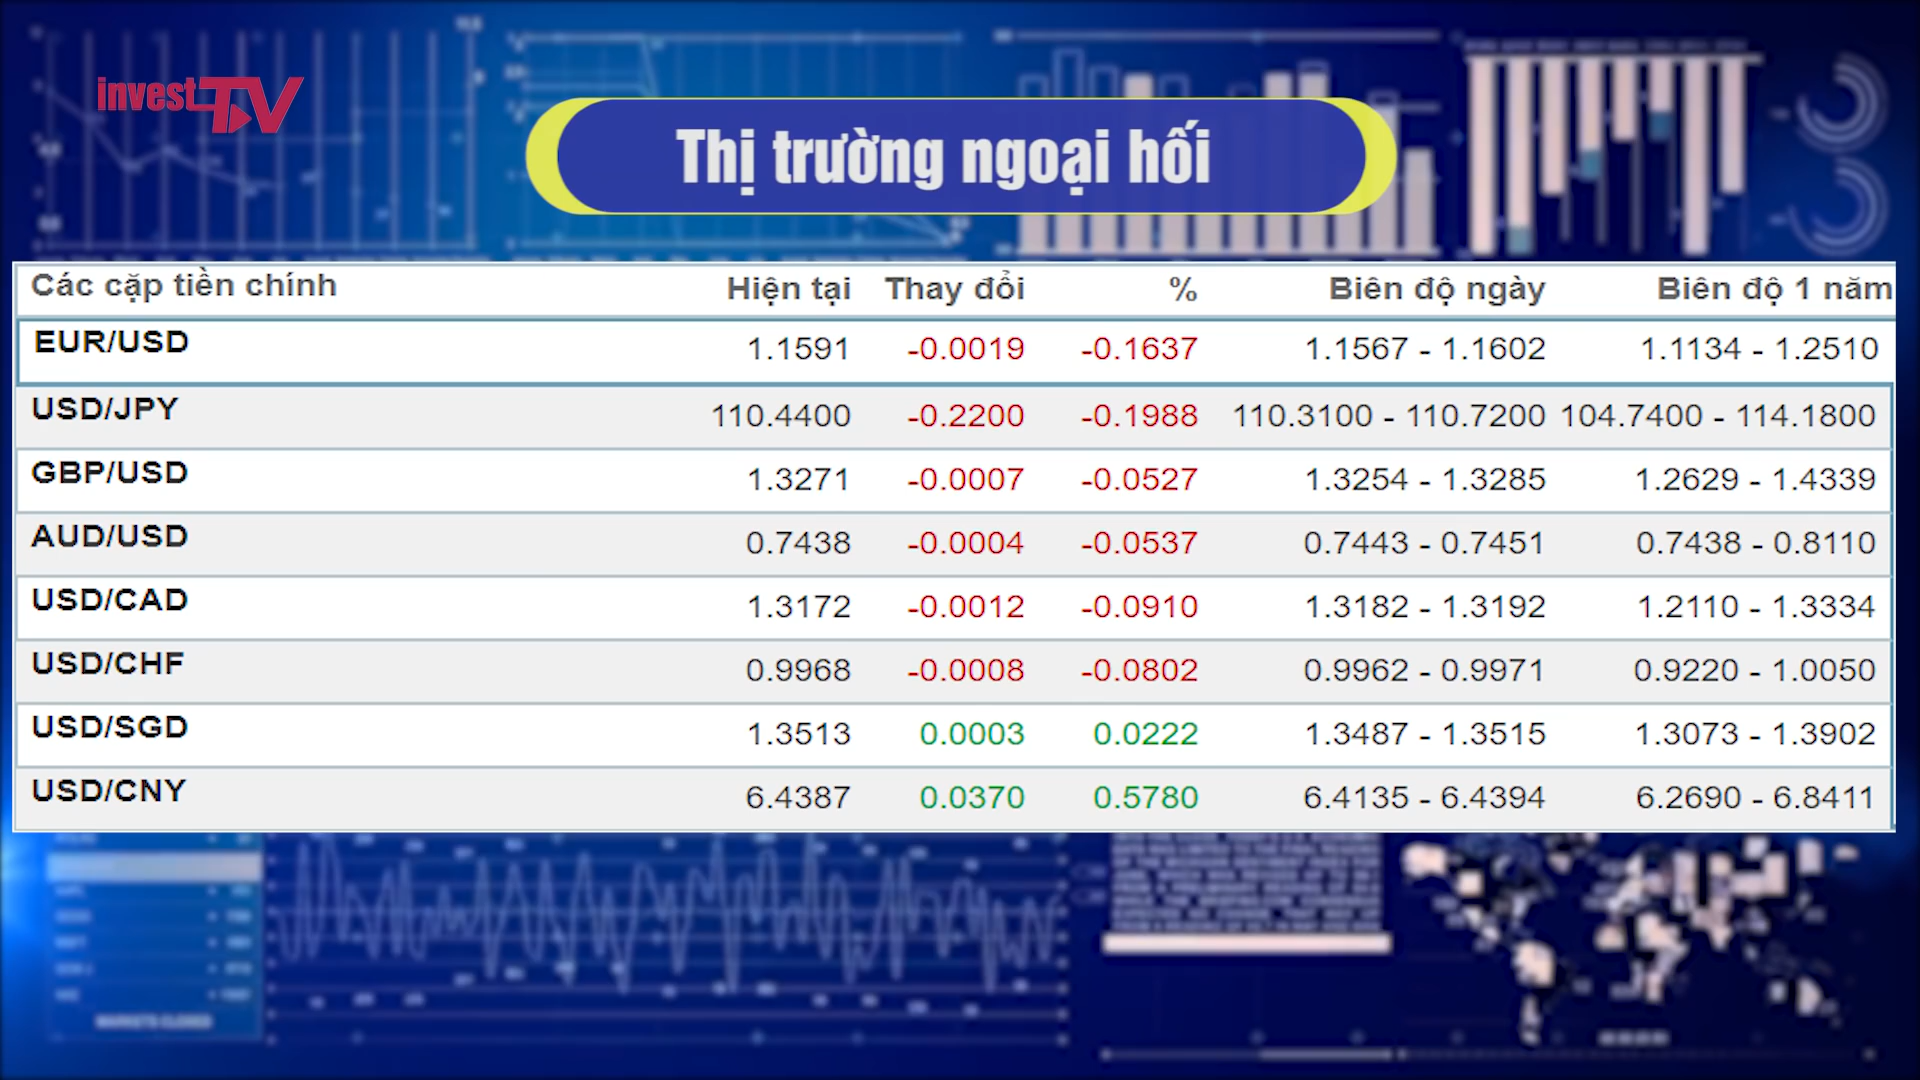 invest TV
Thị trường ngoại hối
Các cặp tiền chính Hiện tại Thay đổi % Biên độ ngày Biên độ 1 năm
EUR/USD 1.1591 -0.0019 -0.1637 1.1567 - 1.1602 1.1134 - 1.2510
USD/JPY 110.4400 -0.2200 -0.1988 110.3100 - 110.7200 104.7400 - 114.1800
GBP/USD 1.3271 -0.0007 -0.0527 1.3254 - 1.3285 1.2629 - 1.4339
AUD/USD 0.7438 -0.0004 -0.0537 0.7443 - 0.7451 0.7438 - 0.8110
USD/CAD 1.3172 -0.0012 -0.0910 1.3182 - 1.3192 1.2110 - 1.3334
USD/CHF 0.9968 -0.0008 -0.0802 0.9962 - 0.9971 0.9220 - 1.0050
USD/SGD 1.3513 0.0003 0.0222 1.3487 - 1.3515 1.3073 - 1.3902
USD/CNY 6.4387 0.0370 0.5780 6.4135 - 6.4394 6.2690 - 6.8411
MARKETS CLOSED